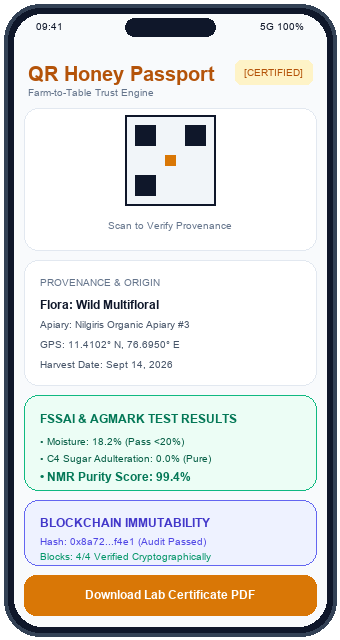 09:41 5G 100%
QR Honey Passport
[CERTIFIED]
Farm-to-Table Trust Engine
Scan to Verify Provenance
PROVENANCE & ORIGIN
Flora: Wild Multifloral
Apiary: Nilgiris Organic Apiary #3
GPS: 11.4102° N, 76.6950° E
Harvest Date: Sept 14, 2026
FSSAI & AGMARK TEST RESULTS
• Moisture: 18.2% (Pass <20%)
• C4 Sugar Adulteration: 0.0% (Pure)
• NMR Purity Score: 99.4%
BLOCKCHAIN IMMUTABILITY
Hash: 0x8a72...f4e1 (Audit Passed)
Blocks: 4/4 Verified Cryptographically
Download Lab Certificate PDF